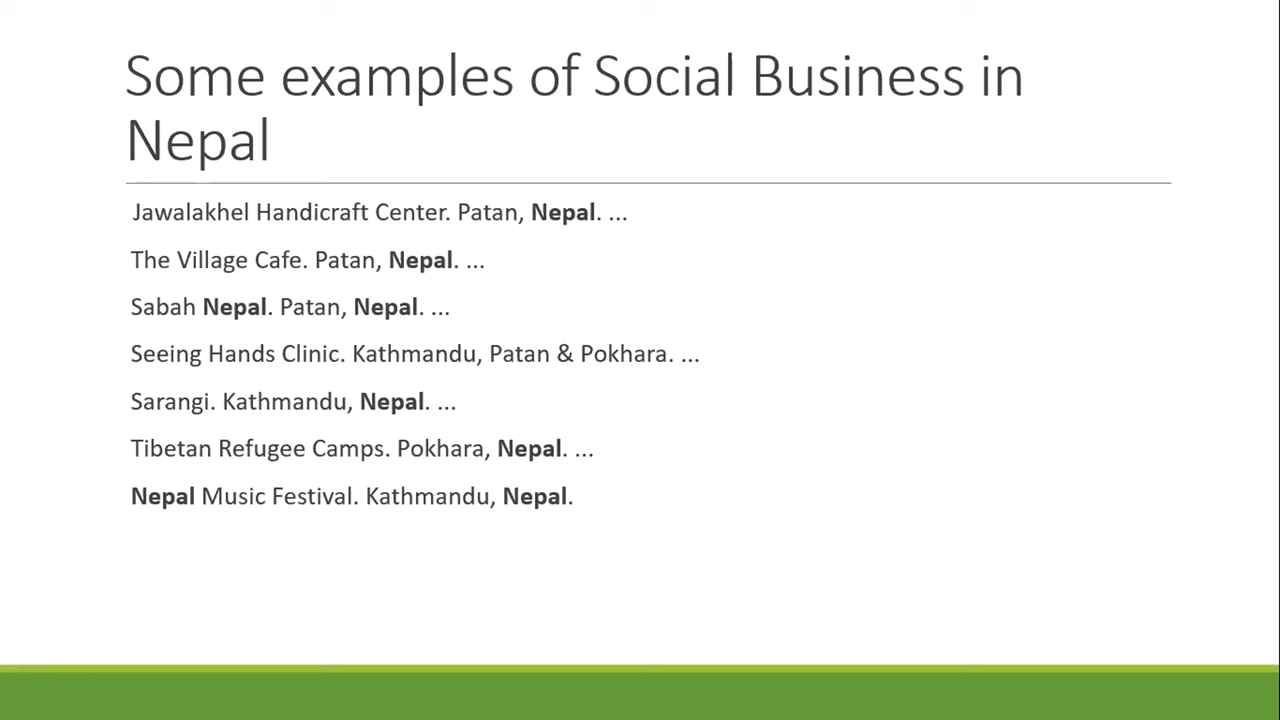 Some examples of Social Business in
Nepal
Jawalakhel Handicraft Center. Patan, Nepal. ...
The Village Cafe. Patan, Nepal. ...
Sabah Nepal. Patan, Nepal. ...
Seeing Hands Clinic. Kathmandu, Patan & Pokhara. ...
Sarangi. Kathmandu, Nepal. ...
Tibetan Refugee Camps. Pokhara, Nepal. ...
Nepal Music Festival. Kathmandu, Nepal.